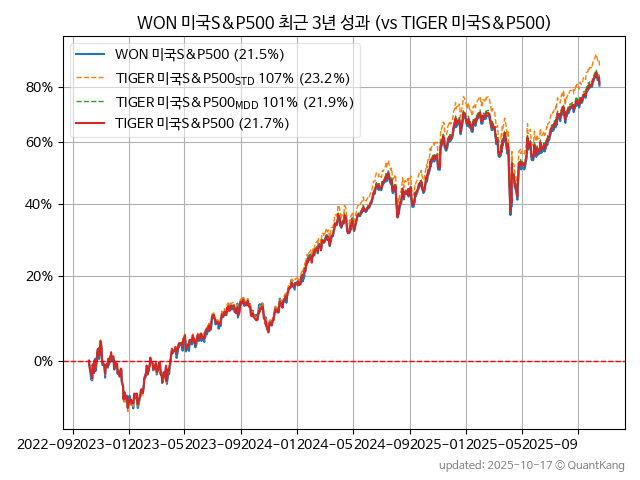 WON 미국S&P500 최근 3년 성과 (vs TIGER 미국S&P500)
WON 미국S&P500 (21.5%)
TIGER 미국S&P500STD 107% (23.2%)
TIGER 미국S&P500MDD 101% (21.9%)
TIGER 미국S&P500 (21.7%)
80%
60%
40%
20%
0%
2022-09 2023-01 2023-05 2023-09 2024-01 2024-05 2024-09 2025-01 2025-05 2025-09
updated: 2025-10-17 © QuantKang